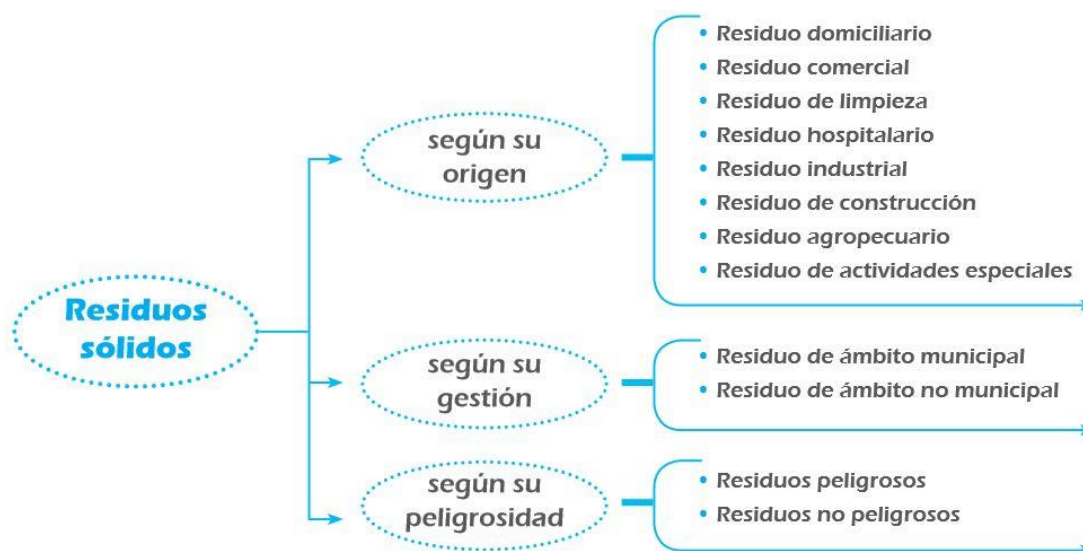 Residuos
sólidos
según su
origen
• Residuo domiciliario
• Residuo comercial
• Residuo de limpieza
• Residuo hospitalario
• Residuo industrial
• Residuo de construcción
• Residuo agropecuario
• Residuo de actividades especiales
según su
gestión
• Residuo de ámbito municipal
• Residuo de ámbito no municipal
según su
peligrosidad
• Residuos peligrosos
• Residuos no peligrosos